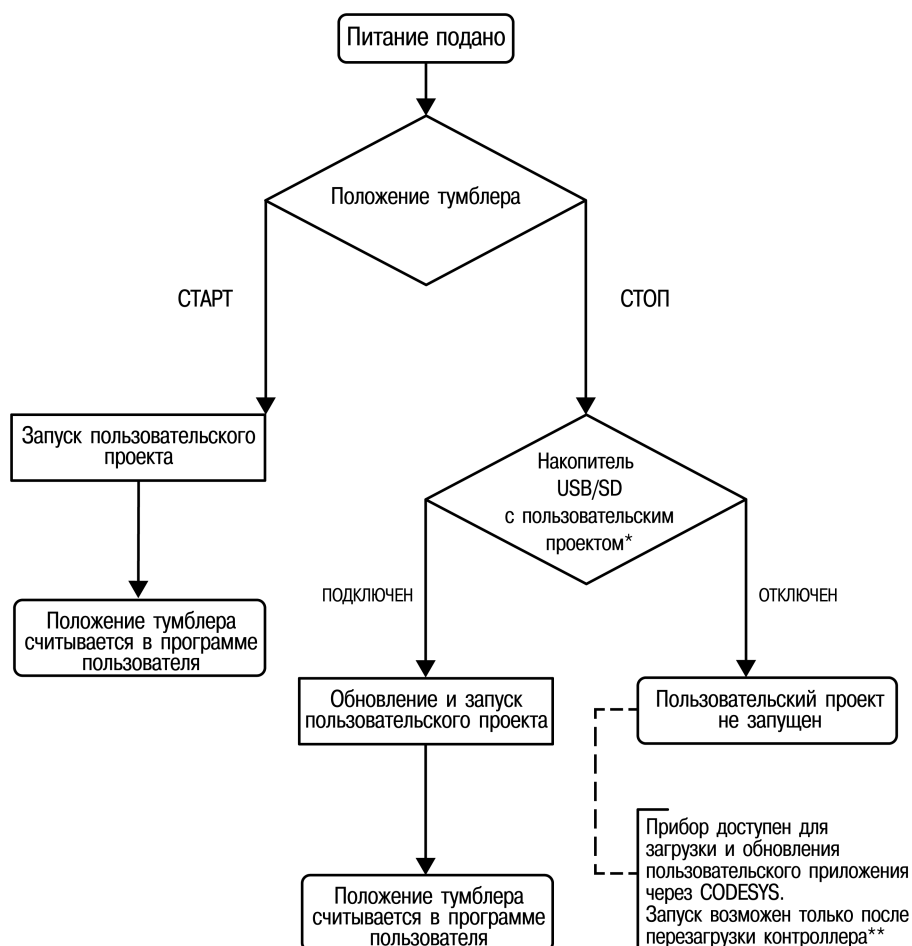 Питание подано
Положение тумблера
СТАРТ
СТОП
Запуск пользовательского
проекта
Накопитель
USB/SD
с пользовательским
проектом*
ПОДКЛЮЧЕН
ОТКЛЮЧЕН
Положение тумблера
считывается в программе
пользователя
Обновление и запуск
пользовательского проекта
Пользовательский проект
не запущен
Положение тумблера
считывается в программе
пользователя
Прибор доступен для
загрузки и обновления
пользовательского приложения
через CODESYS.
Запуск возможен только после
перезагрузки контроллера**